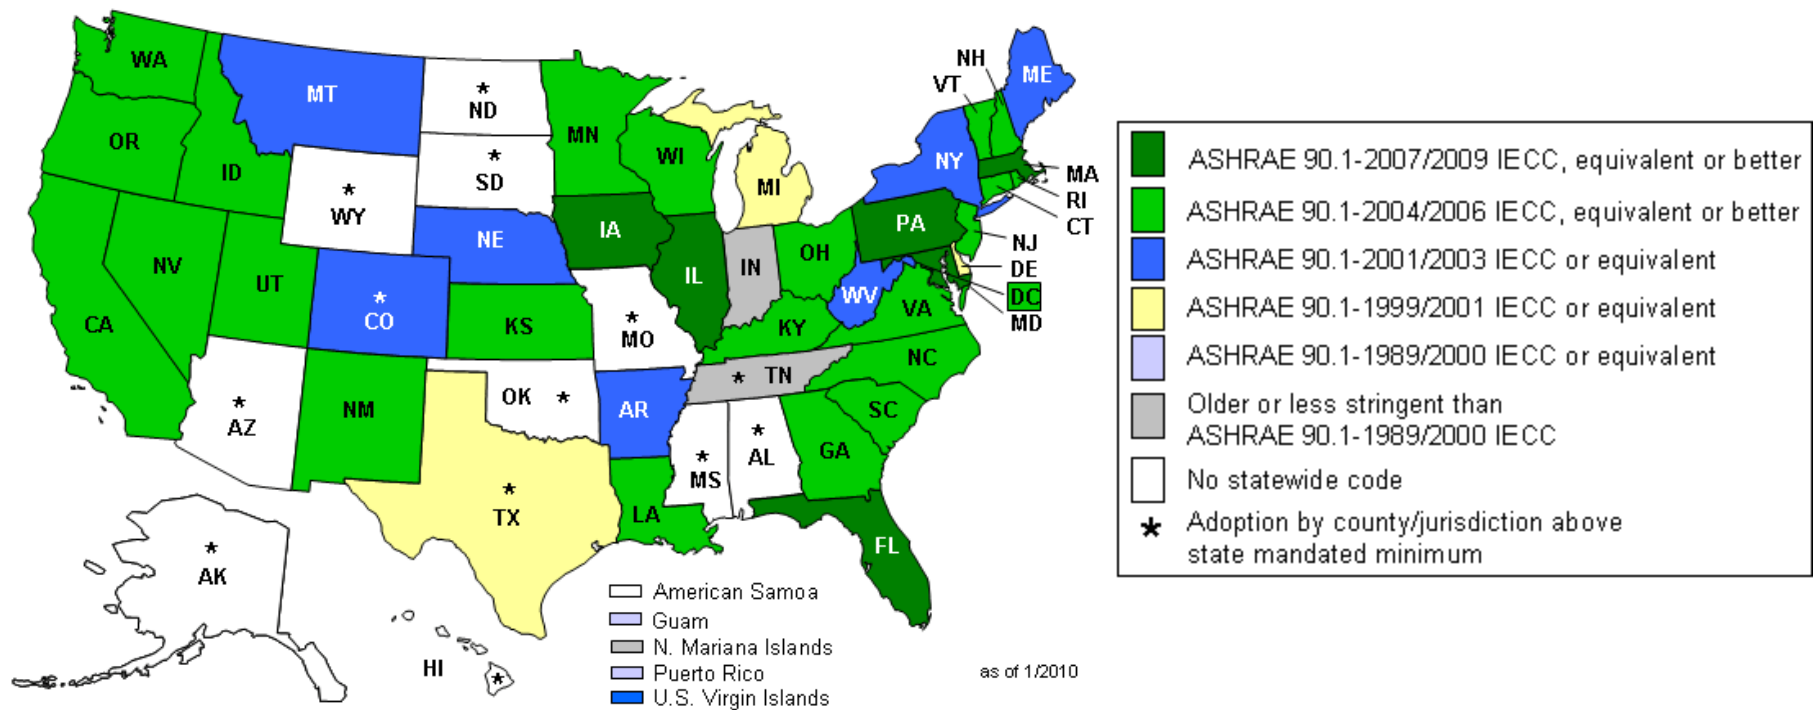 WA
MT
*
ND
MN
OR
ID
*
WY
*
SD
WI
MI
NH
VT
ME
NY
MA
RI
CT
NJ
DE
DC
MD
NE
IA
PA
NV
UT
*
CO
KS
IL
IN
OH
WV
VA
KY
CA
*
MO
NC
* TN
*
AZ
NM
OK *
AR
SC
*
MS
*
AL
GA
*
TX
LA
FL
*
AK
HI
*
American Samoa
Guam
N. Mariana Islands
Puerto Rico
U.S. Virgin Islands
as of 1/2010
ASHRAE 90.1-2007/2009 IECC, equivalent or better
ASHRAE 90.1-2004/2006 IECC, equivalent or better
ASHRAE 90.1-2001/2003 IECC or equivalent
ASHRAE 90.1-1999/2001 IECC or equivalent
ASHRAE 90.1-1989/2000 IECC or equivalent
Older or less stringent than
ASHRAE 90.1-1989/2000 IECC
No statewide code
* Adoption by county/jurisdiction above
state mandated minimum